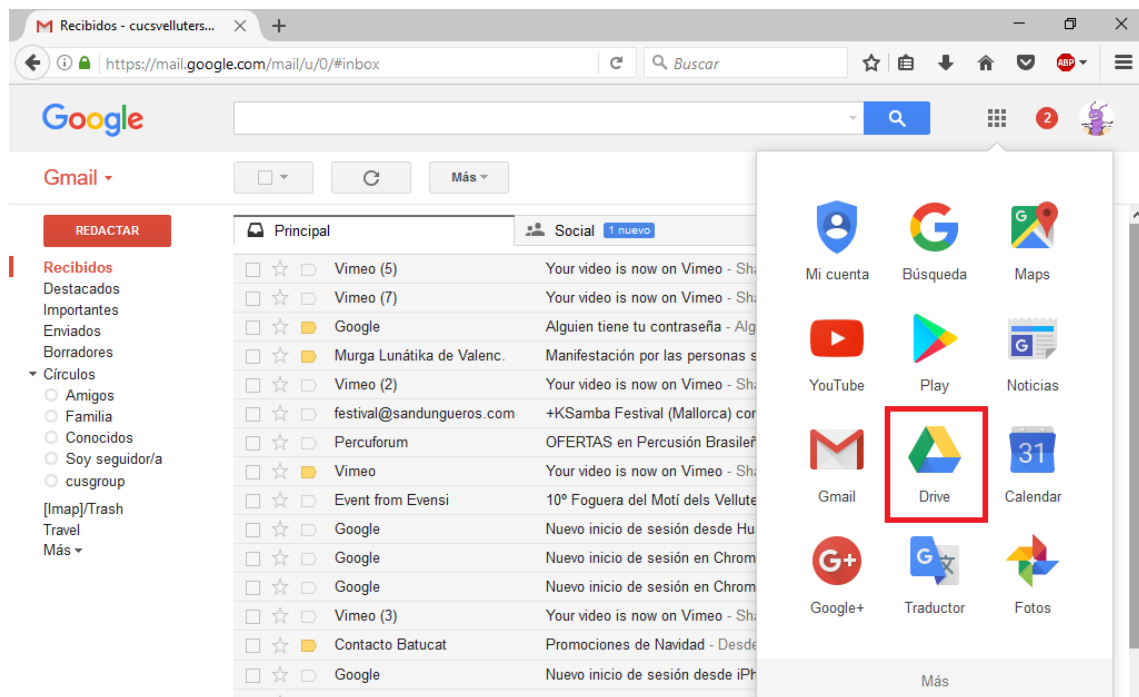 Recibidos - cucsvelluters...
https://mail.google.com/mail/u/0/#inbox
Buscar
ABP
Google
2
Gmail
Más
REDACTAR
Principal
Social 1 nuevo
Recibidos
Destacados
Importantes
Enviados
Borradores
Círculos
Amigos
Familia
Conocidos
Soy seguidor/a
cusgroup
[Imap]/Trash
Travel
Más
Vimeo (5) Your video is now on Vimeo - Sha
Vimeo (7) Your video is now on Vimeo - Sha
Google Alguien tiene tu contraseña - Alg
Murga Lunátika de Valenc. Manifestación por las personas s
Vimeo (2) Your video is now on Vimeo - Sha
festival@sandungueros.com +KSamba Festival (Mallorca) cor
Percuforum OFERTAS en Percusión Brasileñ
Vimeo Your video is now on Vimeo - Sha
Event from Evensi 10º Foguera del Motí dels Vellute
Google Nuevo inicio de sesión desde Hu
Google Nuevo inicio de sesión en Chrom
Google Nuevo inicio de sesión en Chrom
Vimeo (3) Your video is now on Vimeo - Sha
Contacto Batucat Promociones de Navidad - Desde
Google Nuevo inicio de sesión desde iPh
Mi cuenta Búsqueda Maps
YouTube Play Noticias
31
Gmail Drive Calendar
G+
Google+ Traductor Fotos
Más